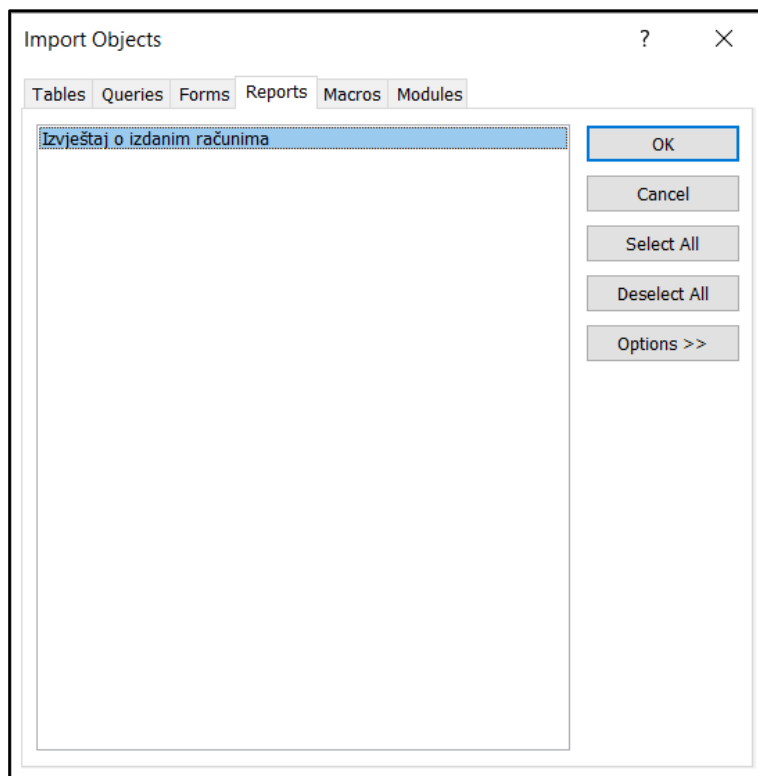 Import Objects ?
Tables Queries Forms Reports Macros Modules
Izvještaj o izdanim računima
OK
Cancel
Select All
Deselect All
Options >>